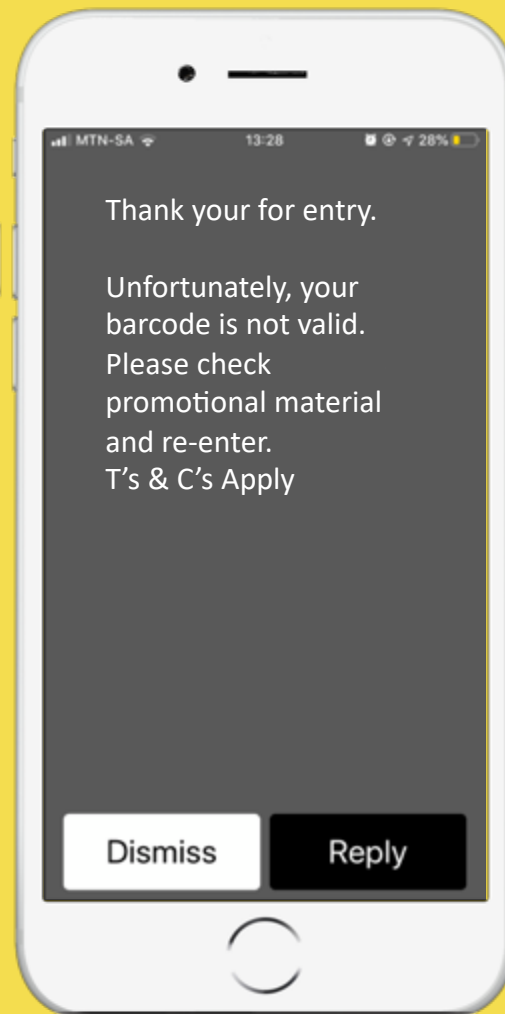 MTN-SA 13:28 28%
Thank your for entry.
Unfortunately, your
barcode is not valid.
Please check
promotional material
and re-enter.
T’s & C’s Apply
Dismiss Reply